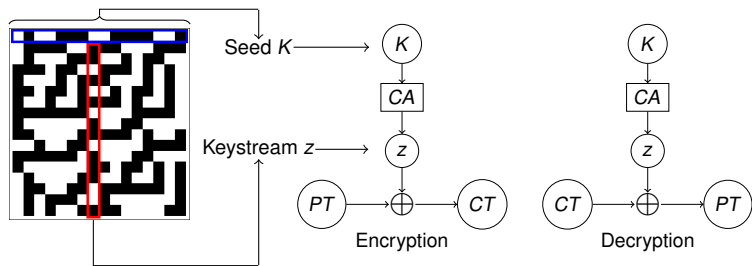 Seed K
Keystream z
K
CA
z
PT
CT
Encryption
K
CA
z
CT
PT
Decryption